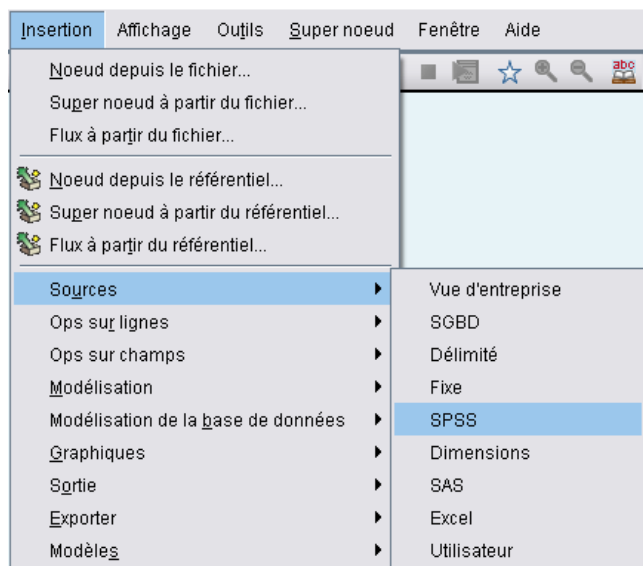 Insertion Affichage Outils Super noeud Fenêtre Aide
Noeud depuis le fichier...
Super noeud à partir du fichier...
Flux à partir du fichier...
abc
Noeud depuis le référentiel...
Super noeud à partir du référentiel...
Flux à partir du référentiel...
Sources
Ops sur lignes
Ops sur champs
Modélisation
Modélisation de la base de données
Graphiques
Sortie
Exporter
Modèles
Vue d'entreprise
SGBD
Délimité
Fixe
SPSS
Dimensions
SAS
Excel
Utilisateur